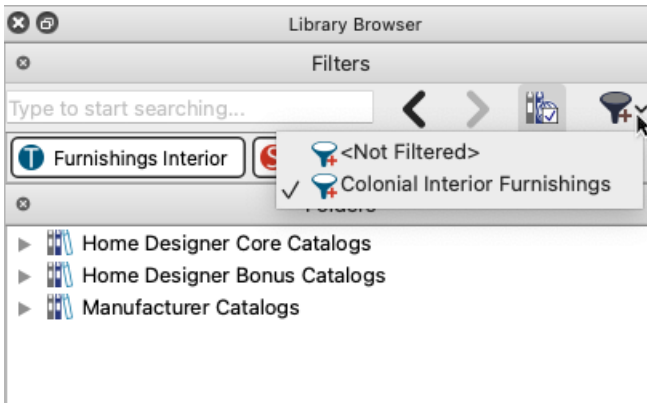 Library Browser
Filters
Type to start searching...
T Furnishings Interior S
<Not Filtered>
Colonial Interior Furnishings
Home Designer Core Catalogs
Home Designer Bonus Catalogs
Manufacturer Catalogs